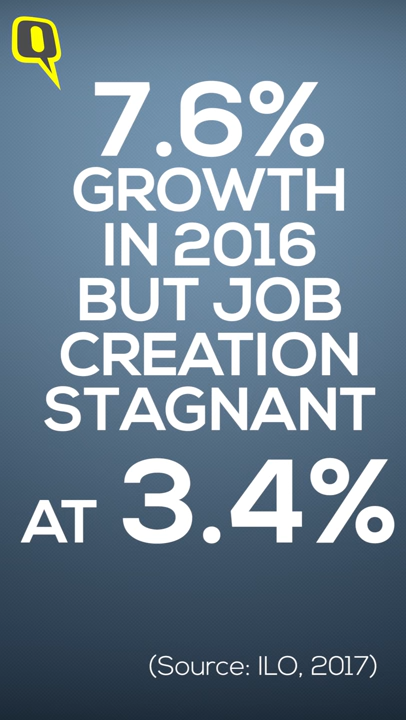 Q
7.6%
GROWTH
IN 2016
BUT JOB
CREATION
STAGNANT
AT 3.4%
(Source: ILO, 2017)